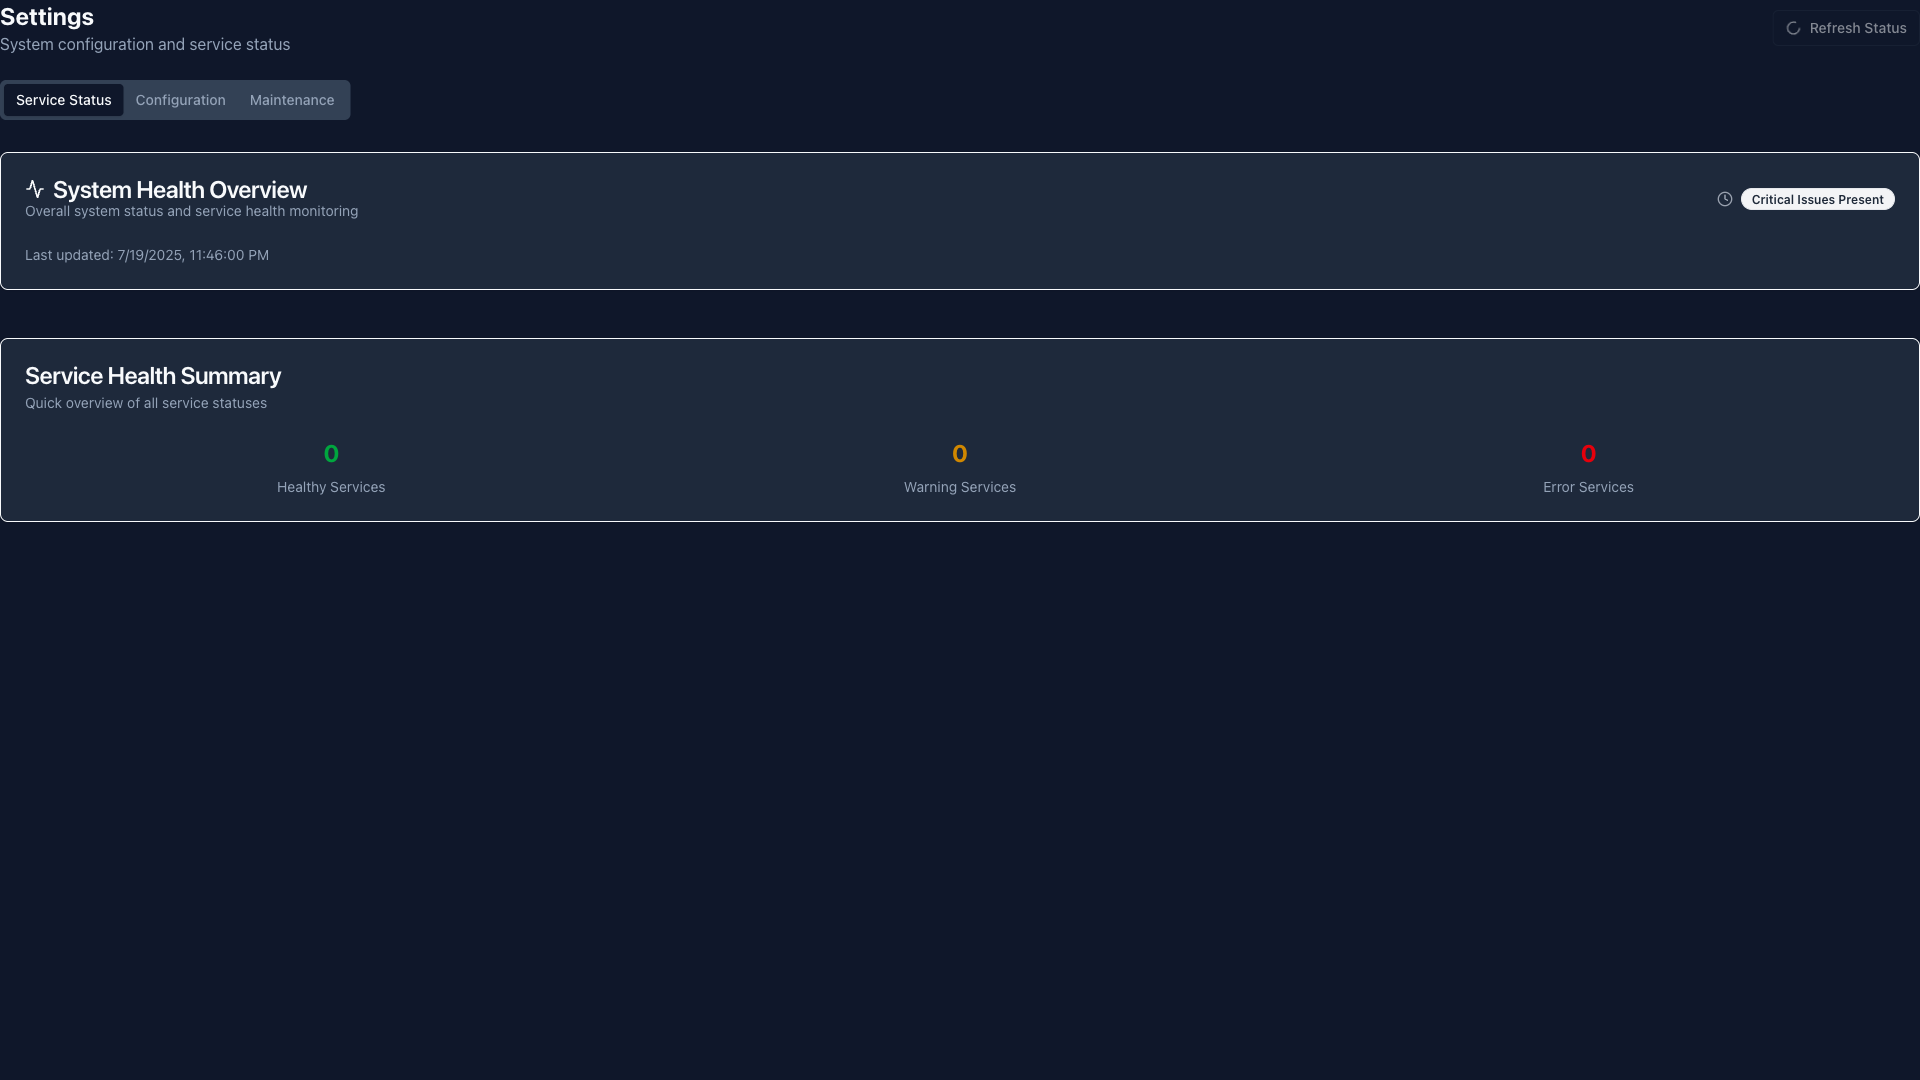 Settings
System configuration and service status
Refresh Status
Service Status
Configuration
Maintenance
System Health Overview
Overall system status and service health monitoring
Critical Issues Present
Last updated: 7/19/2025, 11:46:00 PM
Service Health Summary
Quick overview of all service statuses
0
Healthy Services
0
Warning Services
0
Error Services